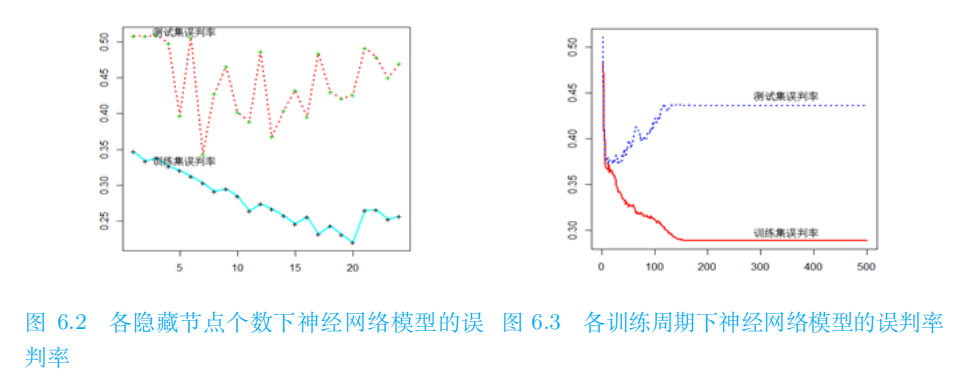 测试集误判率
训练集误判率
0.50
0.45
0.40
0.35
0.30
0.25
5 10 15 20
测试集误判率
训练集误判率
0.50
0.45
0.40
0.35
0.30
0 100 200 300 400 500
图 6.2 各隐藏节点个数下神经网络模型的误
判率
图 6.3 各训练周期下神经网络模型的误判率